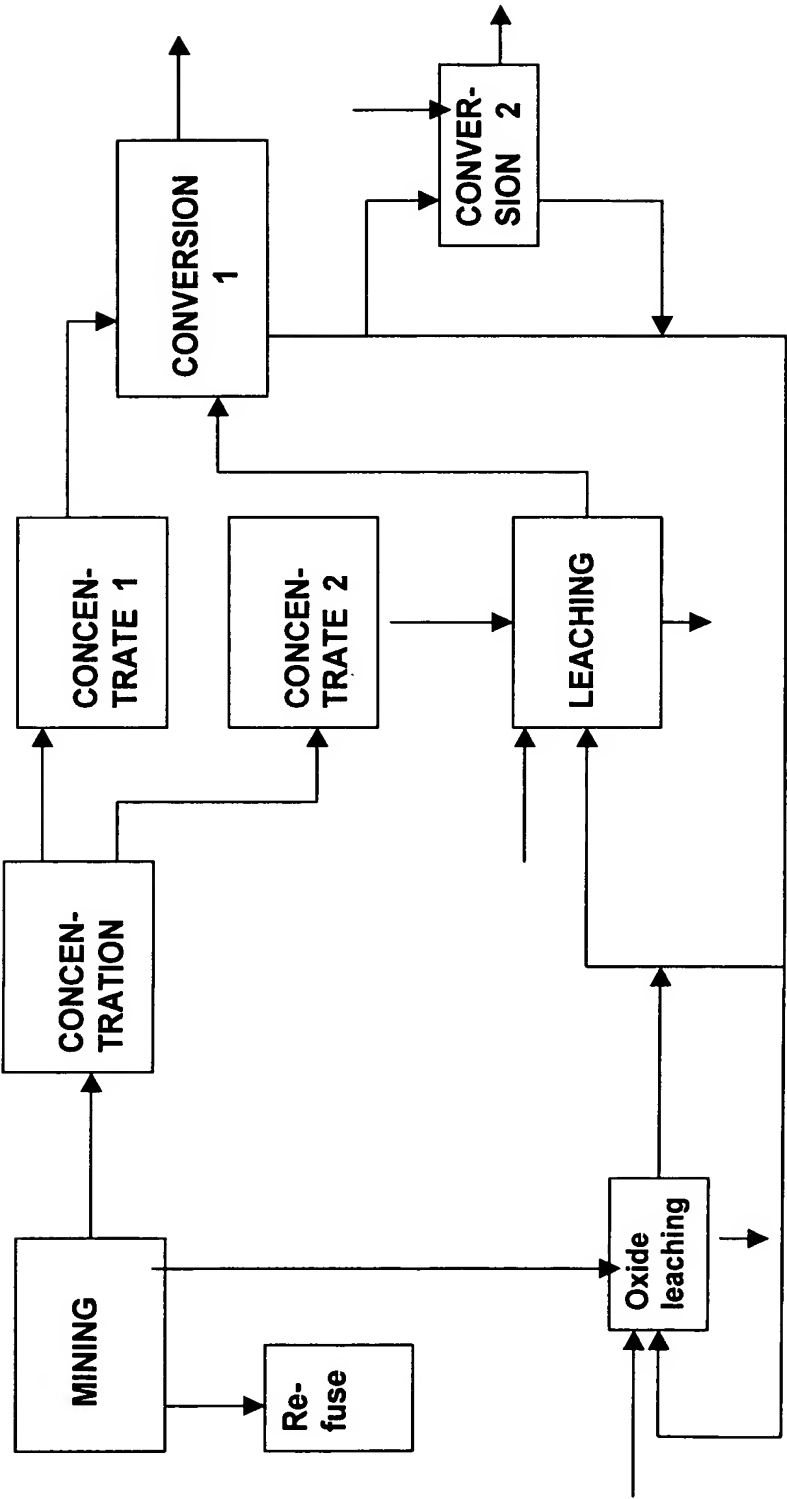 MINING
Re-
fuse
CONCEN-
TRATION
CONCEN-
TRATE 1
CONCEN-
TRATE 2
CONVERSION
1
CONVER-
SION 2
LEACHING
Oxide
leaching